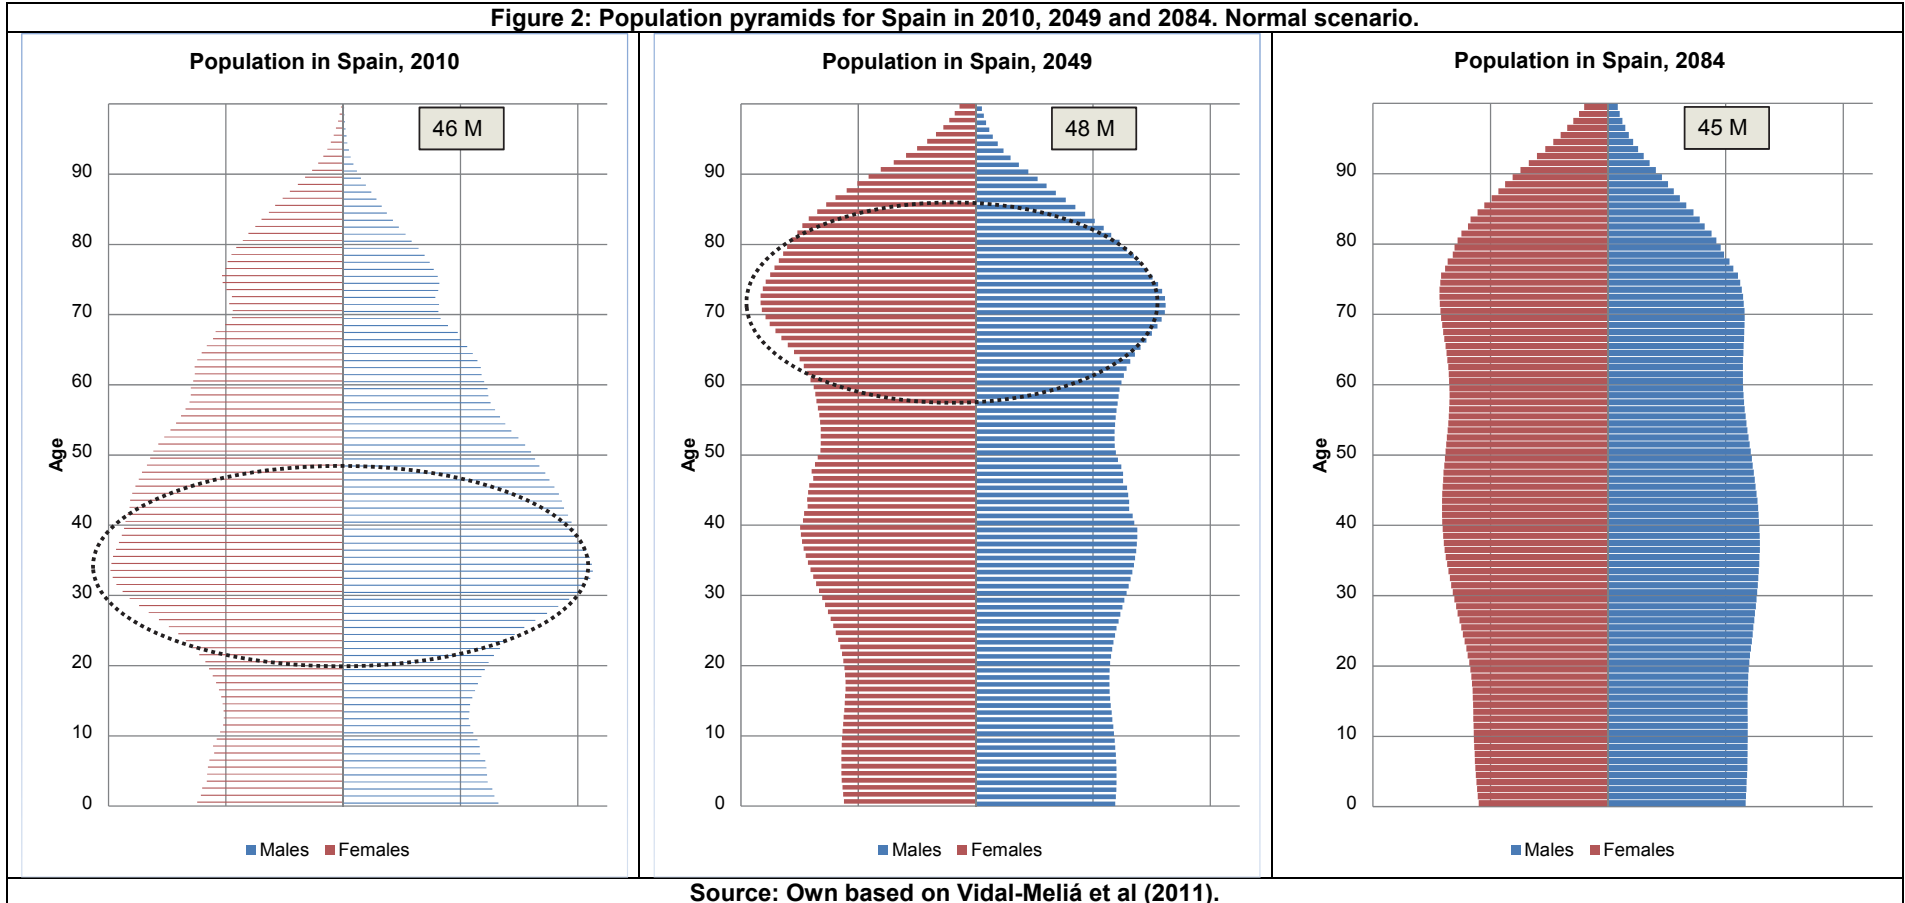 Figure 2: Population pyramids for Spain in 2010, 2049 and 2084. Normal scenario.
Population in Spain, 2010
46 M
90
80
70
60
50
40
30
20
10
0
Age
Males Females
Population in Spain, 2049
48 M
90
80
70
60
50
40
30
20
10
0
Age
Males Females
Population in Spain, 2084
45 M
90
80
70
60
50
40
30
20
10
0
Age
Males Females
Source: Own based on Vidal-Meliá et al (2011).